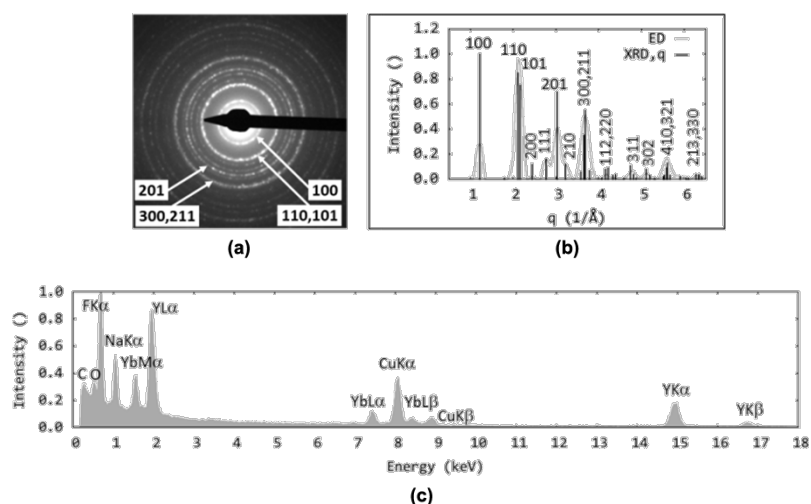 201
300,211
100
110,101
(a)
1.2
1.0
0.8
0.6
0.4
0.2
0.0
Intensity ()
100
110
101
200
111
201
210
300,211
112,220
311
302
410,321
213,330
ED
XRD,q
1 2 3 4 5 6
q (1/Å)
(b)
1.0
0.8
0.6
0.4
0.2
0.0
Intensity ()
C O
FKα
NaKα
YbMα
YLα
YbLα
CuKα
YbLβ
CuKβ
YKα
YKβ
0 1 2 3 4 5 6 7 8 9 10 11 12 13 14 15 16 17 18
Energy (keV)
(c)